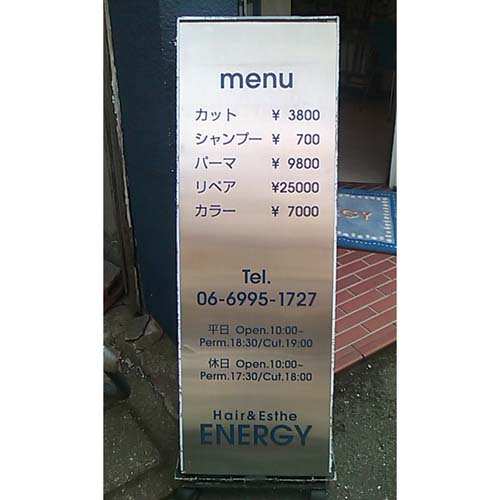 menu
カット ¥ 3800
シャンプー ¥ 700
パーマ ¥ 9800
リペア ¥25000
カラー ¥ 7000
Tel.
06-6995-1727
平日 Open.10:00~
Perm.18:30/Cut.19:00
休日 Open.10:00~
Perm.17:30/Cut.18:00
Hair&Esthe
ENERGY
RGY